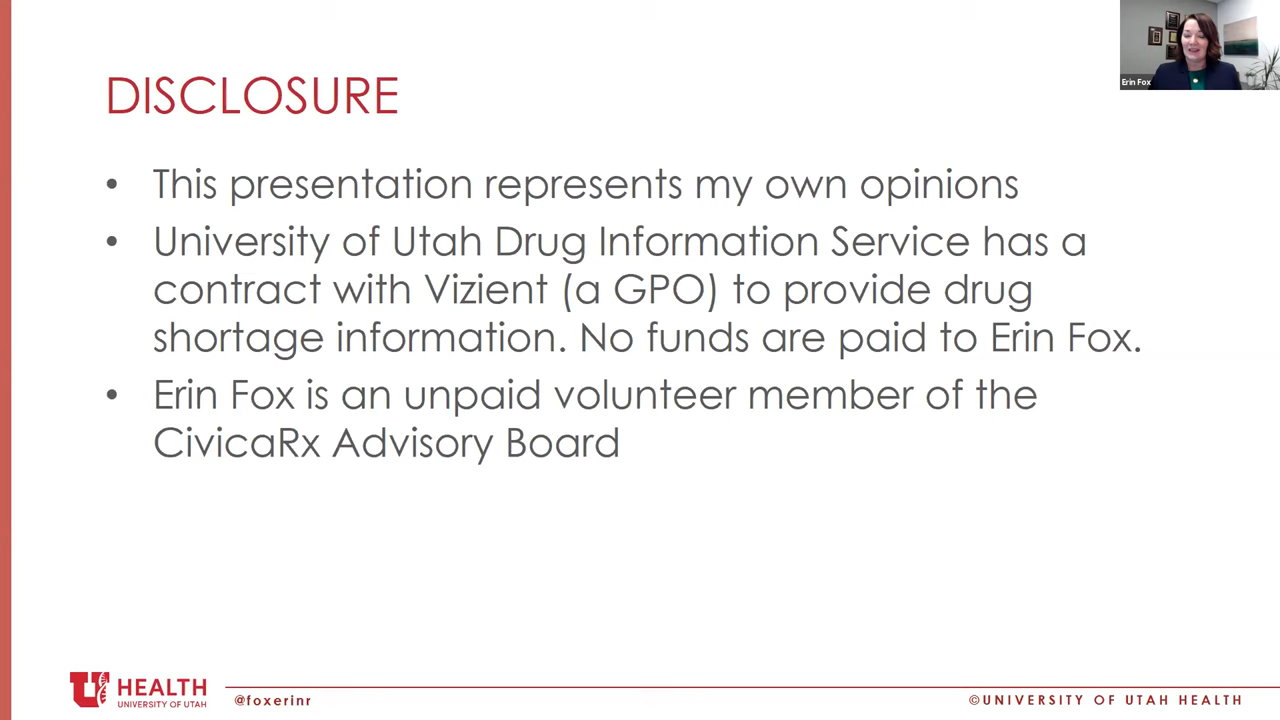 DISCLOSURE
Erin Fox
• This presentation represents my own opinions
• University of Utah Drug Information Service has a
contract with Vizient (a GPO) to provide drug
shortage information. No funds are paid to Erin Fox.
• Erin Fox is an unpaid volunteer member of the
CivicaRx Advisory Board
U HEALTH
UNIVERSITY OF UTAH
@foxerinr
©UNIVERSITY OF UTAH HEALTH